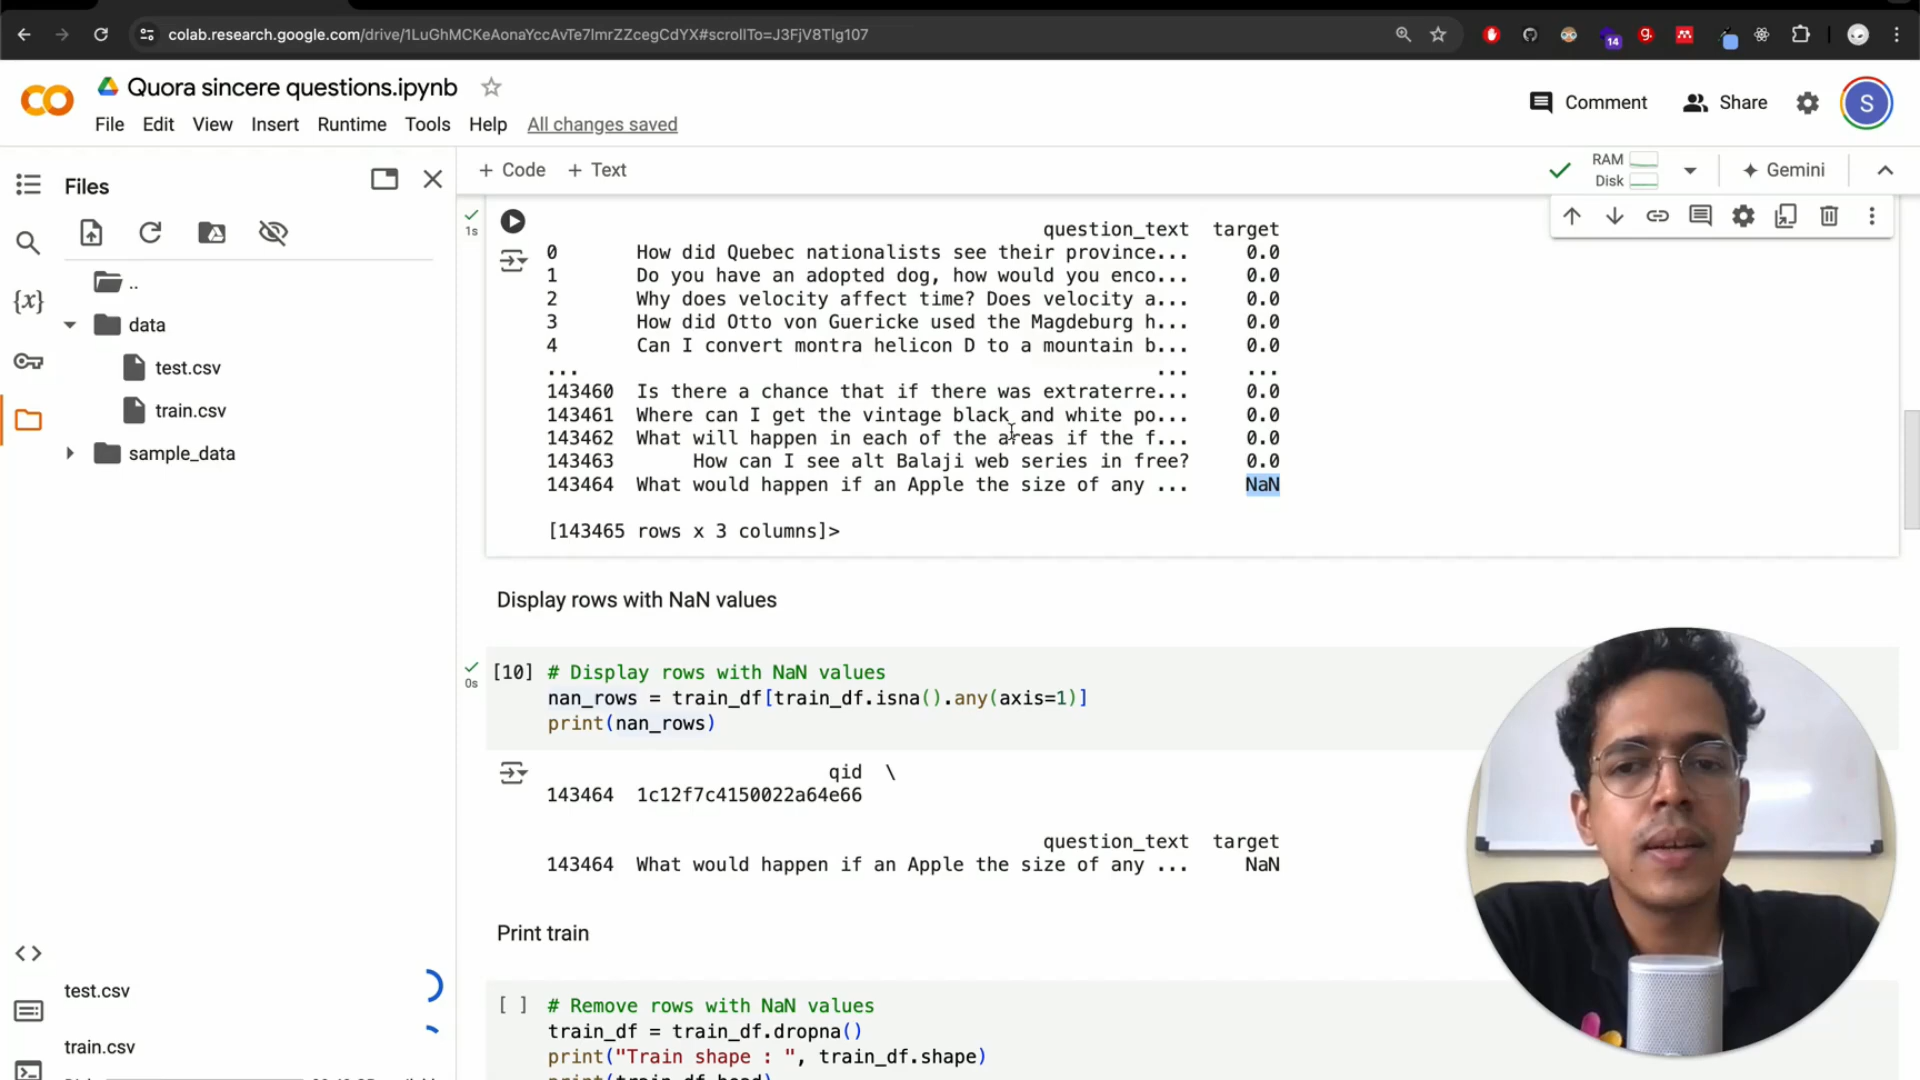 colab.research.google.com/drive/1LuGhMCKeAonaYccAvTe7lmrZZcegCdYX#scrollTo=J3FjV8Tlg107
14
g.
CO
Quora sincere questions.ipynb
File Edit View Insert Runtime Tools Help All changes saved
Comment
Share
S
Files
..
data
test.csv
train.csv
sample_data
{x}
test.csv
train.csv
+ Code + Text
RAM
Disk
Gemini
1s
question_text target
0 How did Quebec nationalists see their province... 0.0
1 Do you have an adopted dog, how would you enco... 0.0
2 Why does velocity affect time? Does velocity a... 0.0
3 How did Otto von Guericke used the Magdeburg h... 0.0
4 Can I convert montra helicon D to a mountain b... 0.0
... ... ...
143460 Is there a chance that if there was extraterre... 0.0
143461 Where can I get the vintage black and white po... 0.0
143462 What will happen in each of the areas if the f... 0.0
143463 How can I see alt Balaji web series in free? 0.0
143464 What would happen if an Apple the size of any ... NaN
[143465 rows x 3 columns]>
Display rows with NaN values
0s
[10] # Display rows with NaN values
nan_rows = train_df[train_df.isna().any(axis=1)]
print(nan_rows)
qid \
143464 1c12f7c4150022a64e66
question_text target
143464 What would happen if an Apple the size of any ... NaN
Print train
[ ] # Remove rows with NaN values
train_df = train_df.dropna()
print("Train shape : ", train_df.shape)
print(train_df.head)